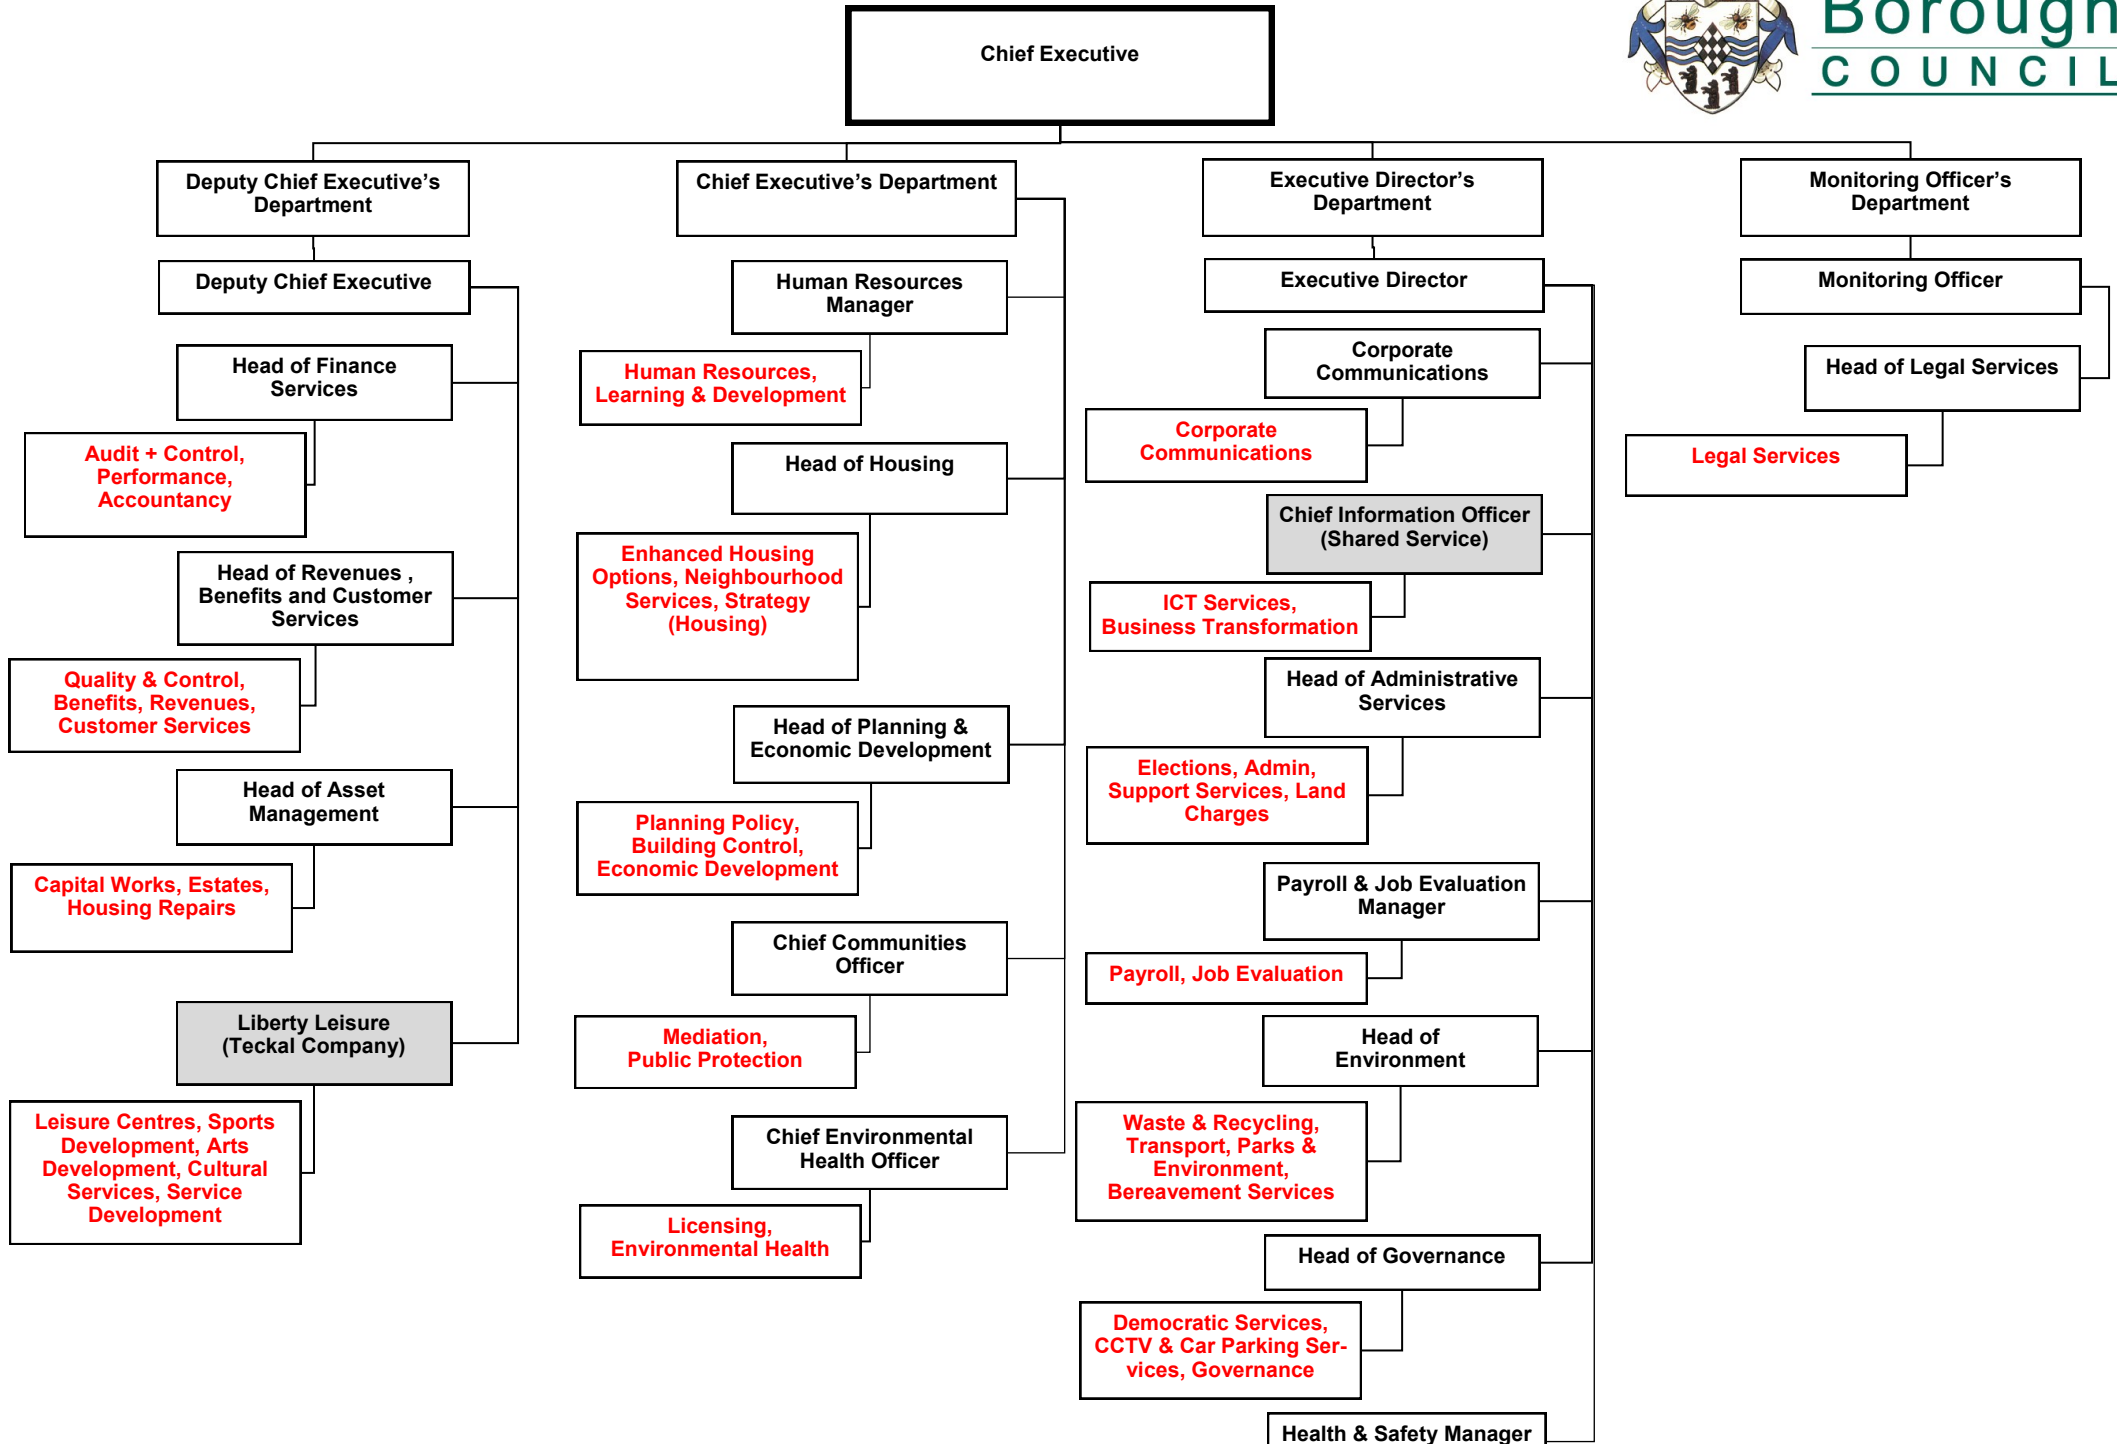 Borough
COUNCIL
Chief Executive
Deputy Chief Executive’s
Department
Deputy Chief Executive
Head of Finance
Services
Audit + Control,
Performance,
Accountancy
Head of Revenues ,
Benefits and Customer
Services
Quality & Control,
Benefits, Revenues,
Customer Services
Head of Asset
Management
Capital Works, Estates,
Housing Repairs
Liberty Leisure
(Teckal Company)
Leisure Centres, Sports
Development, Arts
Development, Cultural
Services, Service
Development
Chief Executive’s Department
Human Resources
Manager
Human Resources,
Learning & Development
Head of Housing
Enhanced Housing
Options, Neighbourhood
Services, Strategy
(Housing)
Head of Planning &
Economic Development
Planning Policy,
Building Control,
Economic Development
Chief Communities
Officer
Mediation,
Public Protection
Chief Environmental
Health Officer
Licensing,
Environmental Health
Executive Director’s
Department
Executive Director
Corporate
Communications
Corporate
Communications
Chief Information Officer
(Shared Service)
ICT Services,
Business Transformation
Head of Administrative
Services
Elections, Admin,
Support Services, Land
Charges
Payroll & Job Evaluation
Manager
Payroll, Job Evaluation
Head of
Environment
Waste & Recycling,
Transport, Parks &
Environment,
Bereavement Services
Head of Governance
Democratic Services,
CCTV & Car Parking Ser-
vices, Governance
Health & Safety Manager
Monitoring Officer’s
Department
Monitoring Officer
Head of Legal Services
Legal Services